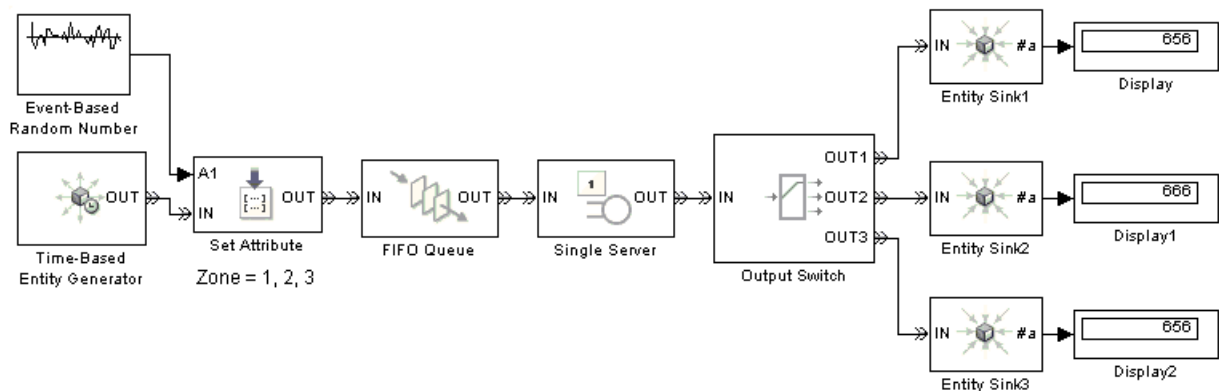 Event-Based
Random Number
OUT
Time-Based
Entity Generator
A1
IN
[...]
OUT
Set Attribute
Zone = 1, 2, 3
IN
OUT
FIFO Queue
IN
1
OUT
Single Server
IN
OUT1
OUT2
OUT3
Output Switch
IN
#a
Entity Sink1
656
Display
IN
#a
Entity Sink2
666
Display1
IN
#a
Entity Sink3
656
Display2